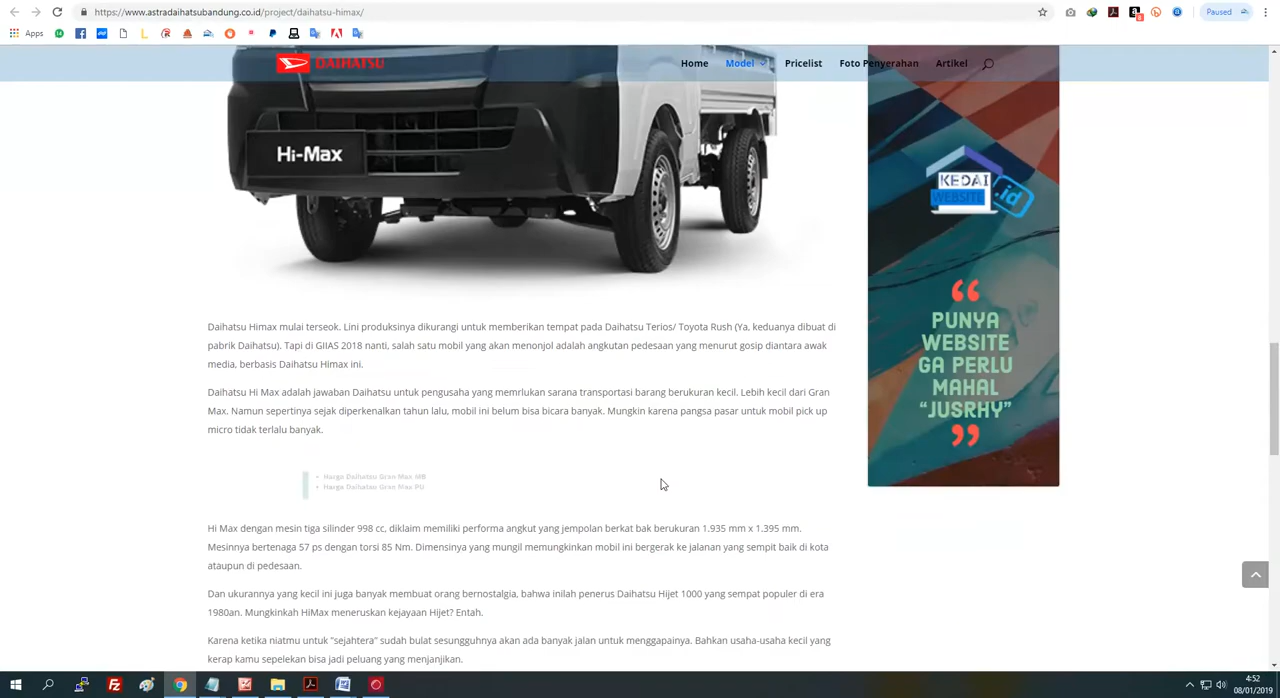 https://www.astradaihatsubandung.co.id/project/daihatsu-himax/
Paused
Apps
DAIHATSU
Home
Model
Pricelist
Foto Penyerahan
Artikel
Hi-Max
KEDAI
WEBSITE
.id
“
PUNYA
WEBSITE
GA PERLU
MAHAL
“JUSRHY”
”
Daihatsu Himax mulai terseok. Lini produksinya dikurangi untuk memberikan tempat pada Daihatsu Terios/ Toyota Rush (Ya, keduanya dibuat di
pabrik Daihatsu). Tapi di GIIAS 2018 nanti, salah satu mobil yang akan menonjol adalah angkutan pedesaan yang menurut gosip diantara awak
media, berbasis Daihatsu Himax ini.
Daihatsu Hi Max adalah jawaban Daihatsu untuk pengusaha yang memrlukan sarana transportasi barang berukuran kecil. Lebih kecil dari Gran
Max. Namun sepertinya sejak diperkenalkan tahun lalu, mobil ini belum bisa bicara banyak. Mungkin karena pangsa pasar untuk mobil pick up
micro tidak terlalu banyak.
• Harga Daihatsu Gran Max MB
• Harga Daihatsu Gran Max PU
Hi Max dengan mesin tiga silinder 998 cc, diklaim memiliki performa angkut yang jempolan berkat bak berukuran 1.935 mm x 1.395 mm.
Mesinnya bertenaga 57 ps dengan torsi 85 Nm. Dimensinya yang mungil memungkinkan mobil ini bergerak ke jalanan yang sempit baik di kota
ataupun di pedesaan.
Dan ukurannya yang kecil ini juga banyak membuat orang bernostalgia, bahwa inilah penerus Daihatsu Hijet 1000 yang sempat populer di era
1980an. Mungkinkah HiMax meneruskan kejayaan Hijet? Entah.
Karena ketika niatmu untuk “sejahtera” sudah bulat sesungguhnya akan ada banyak jalan untuk menggapainya. Bahkan usaha-usaha kecil yang
kerap kamu sepelekan bisa jadi peluang yang menjanjikan.
4:52
08/01/2019